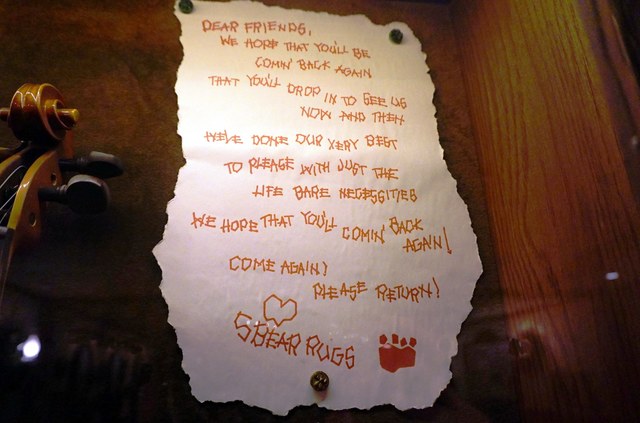 DEAR FRIENDS,
WE HOPE THAT YOU'LL BE
COMIN' BACK AGAIN
THAT YOU'LL DROP IN TO SEE US
NOW AND THEN
WE'VE DONE OUR VERY BEST
TO PLEASE WITH JUST THE
LIFE BARE NECESSITIES
WE HOPE THAT YOU'LL COMIN' BACK
AGAIN!
COME AGAIN!
PLEASE RETURN!
5 BEAR RUGS